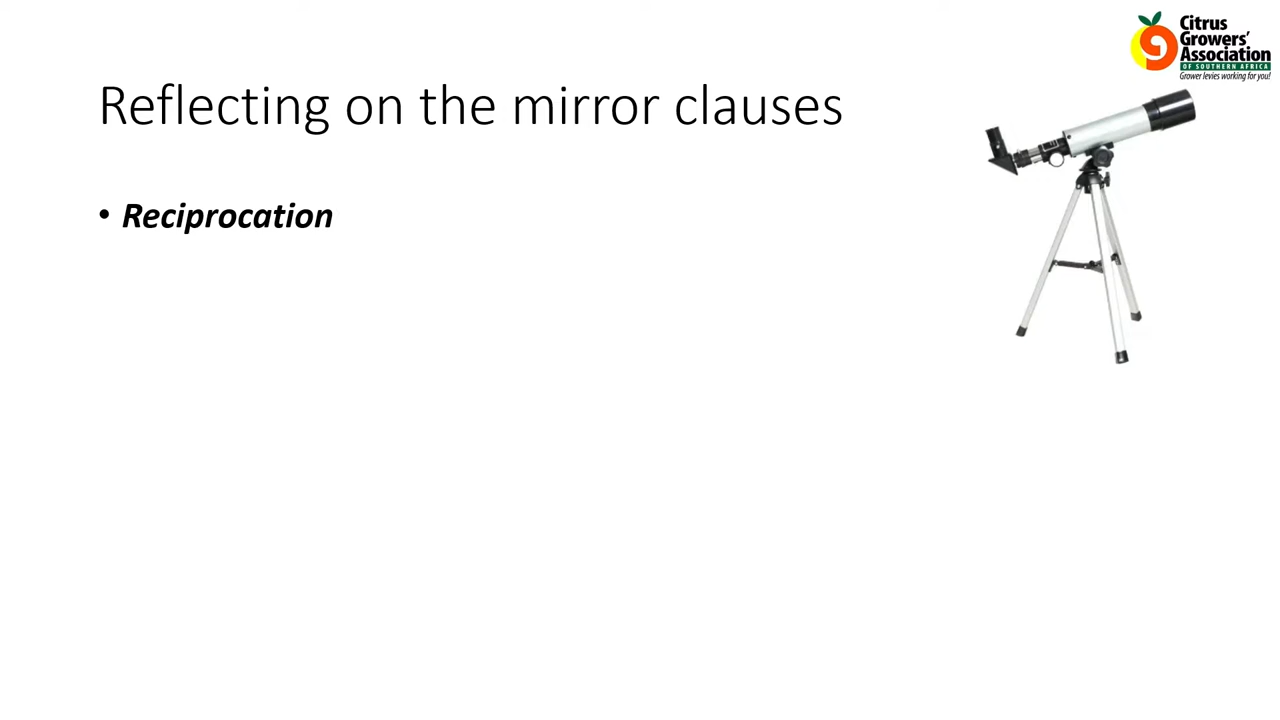 Citrus
Growers'
Association
OF SOUTHERN AFRICA
Grower levies working for you!
Reflecting on the mirror clauses
• Reciprocation